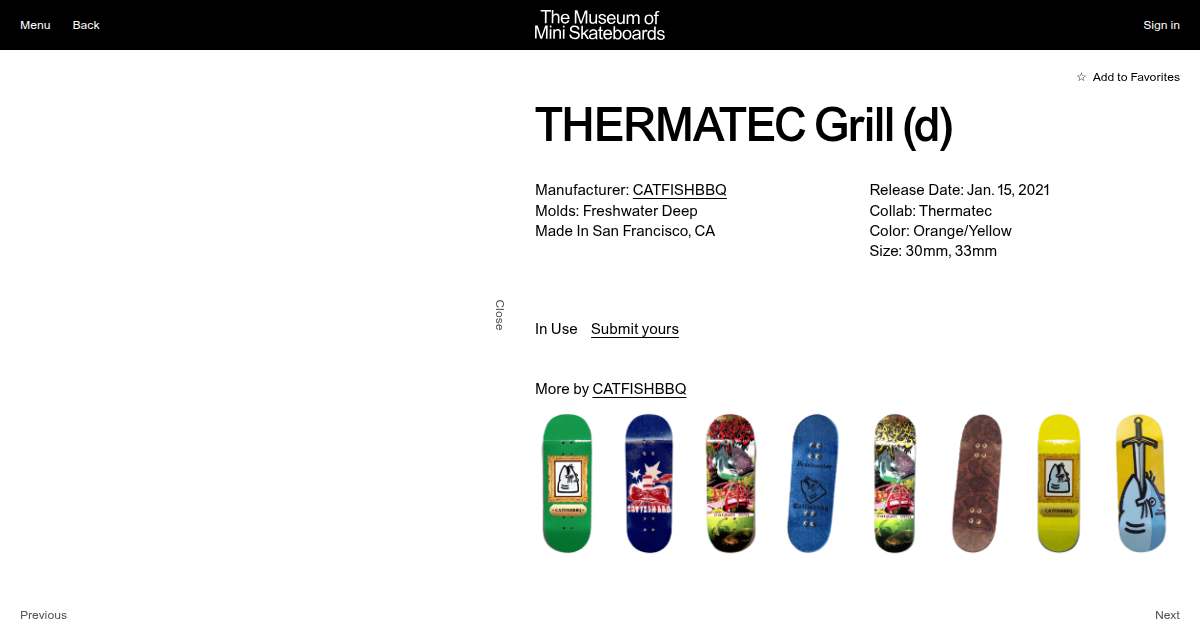 Menu
Back
The Museum of
Mini Skateboards
Sign in
☆ Add to Favorites
THERMATEC Grill (d)
Manufacturer: CATFISHBBQ
Molds: Freshwater Deep
Made In San Francisco, CA
Release Date: Jan. 15, 2021
Collab: Thermatec
Color: Orange/Yellow
Size: 30mm, 33mm
Close
In Use Submit yours
More by CATFISHBBQ
CATFISHBBQ
CATFISHBBQ
Previous
Next